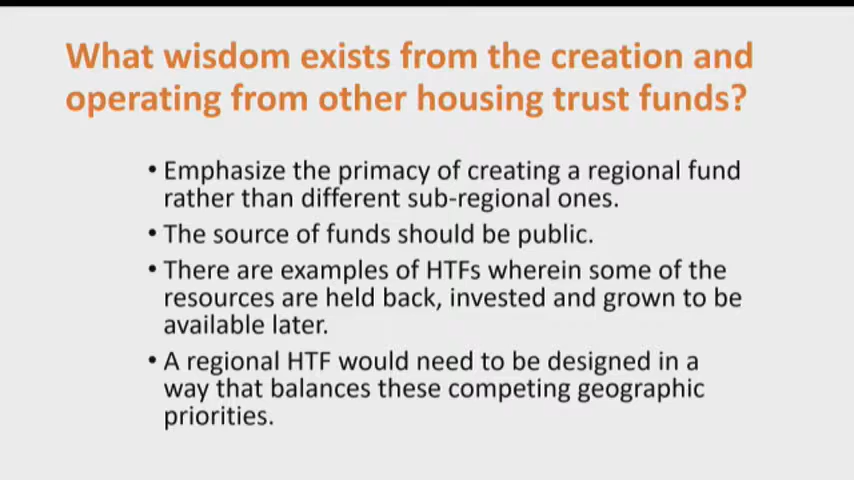 What wisdom exists from the creation and
operating from other housing trust funds?
• Emphasize the primacy of creating a regional fund
rather than different sub-regional ones.
• The source of funds should be public.
• There are examples of HTFs wherein some of the
resources are held back, invested and grown to be
available later.
• A regional HTF would need to be designed in a
way that balances these competing geographic
priorities.